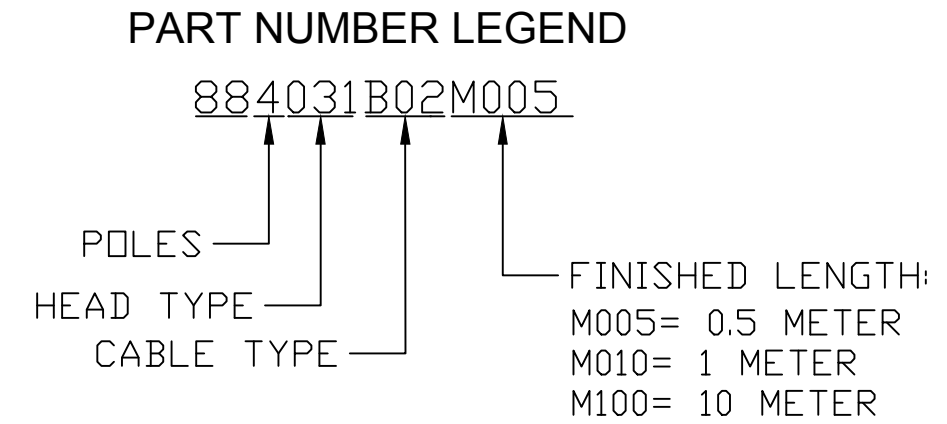 PART NUMBER LEGEND
884031B02M005
POLES
HEAD TYPE
CABLE TYPE
FINISHED LENGTH:
M005= 0.5 METER
M010= 1 METER
M100= 10 METER